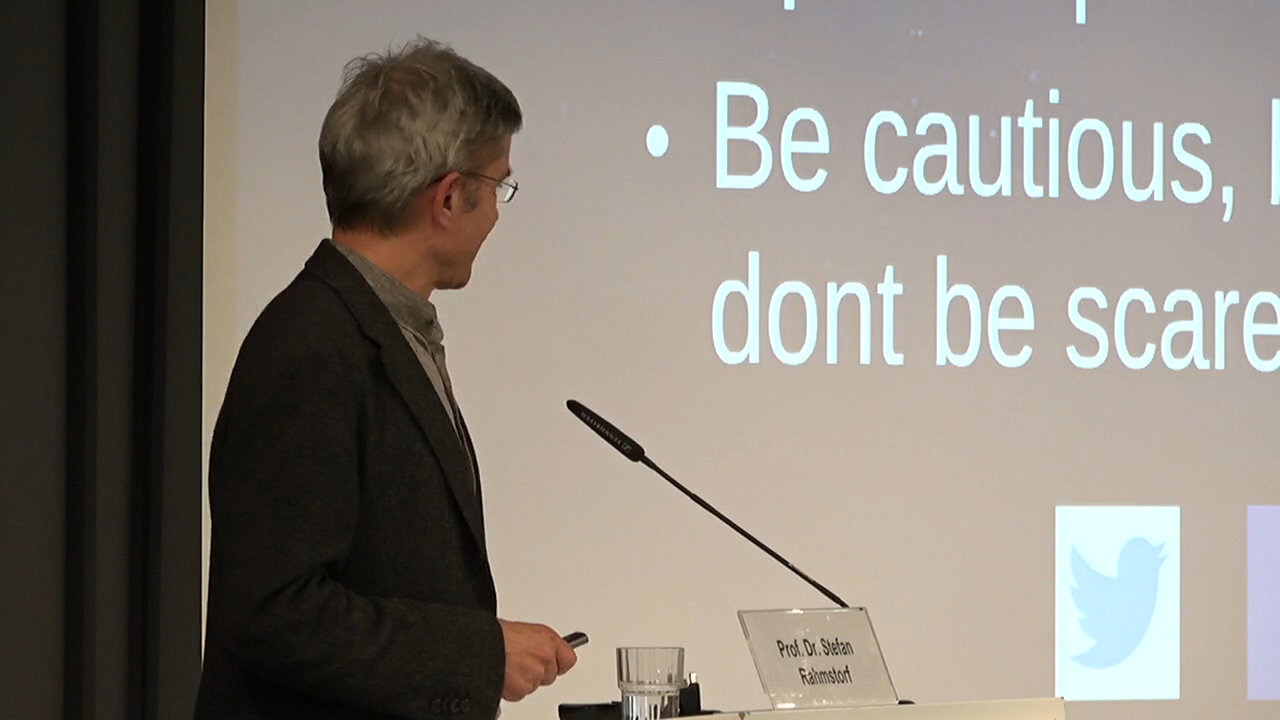 • Be cautious,
dont be scare
Prof. Dr. Stefan
Rahmstorf